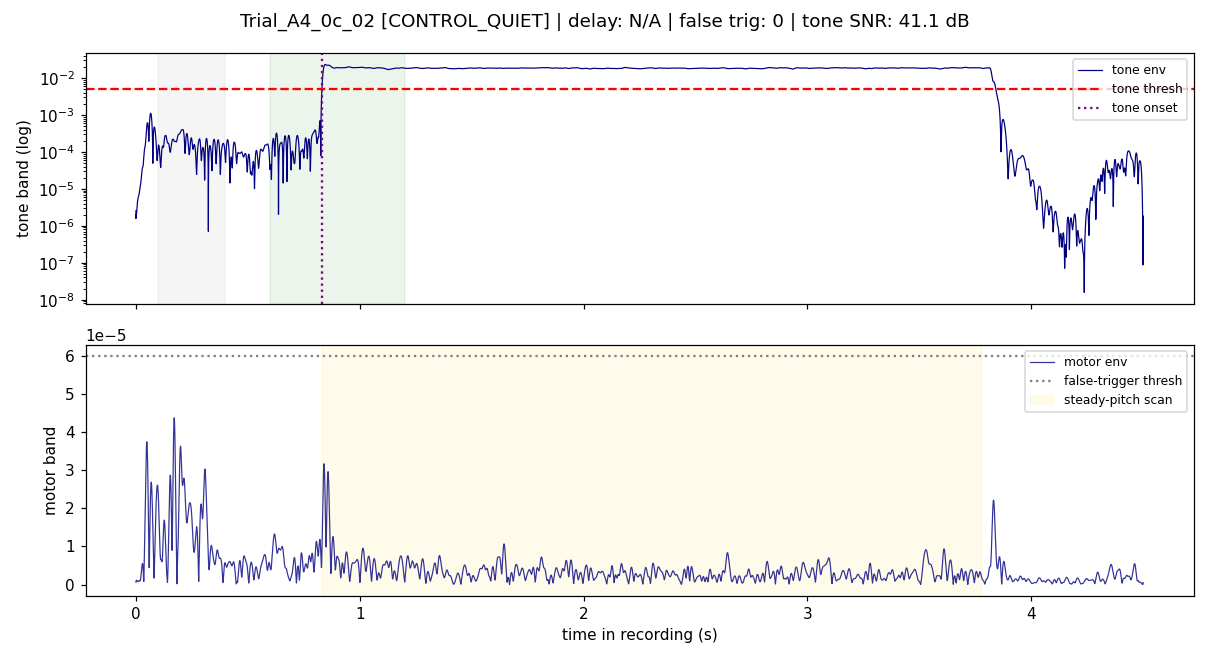 Trial_A4_0c_02 [CONTROL_QUIET] | delay: N/A | false trig: 0 | tone SNR: 41.1 dB
tone band (log)
10⁻²
10⁻³
10⁻⁴
10⁻⁵
10⁻⁶
10⁻⁷
10⁻⁸
tone env
tone thresh
tone onset
1e−5
motor band
6
5
4
3
2
1
0
motor env
false-trigger thresh
steady-pitch scan
0 1 2 3 4
time in recording (s)